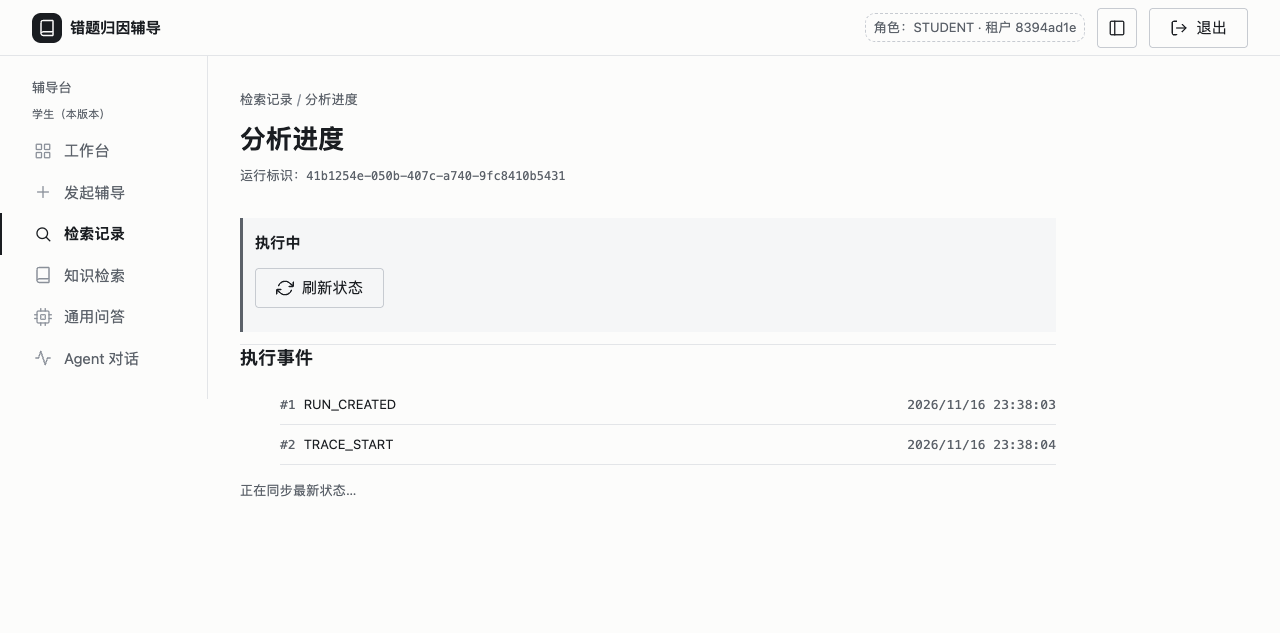 错题归因辅导
角色：STUDENT · 租户 8394ad1e
退出
辅导台
学生（本版本）
工作台
发起辅导
检索记录
知识检索
通用问答
Agent 对话
检索记录 / 分析进度
分析进度
运行标识：41b1254e-050b-407c-a740-9fc8410b5431
执行中
刷新状态
执行事件
#1 RUN_CREATED 2026/11/16 23:38:03
#2 TRACE_START 2026/11/16 23:38:04
正在同步最新状态…